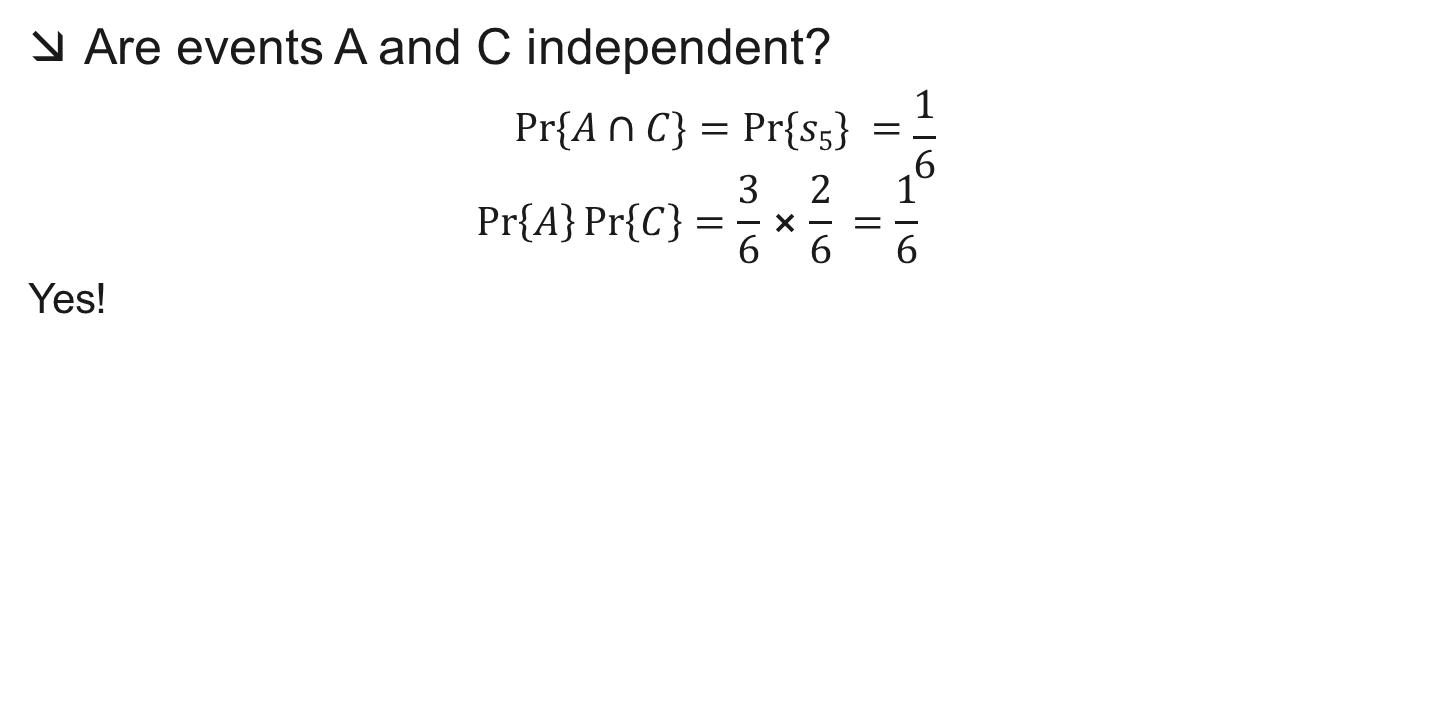 ↘ Are events A and C independent?
Pr{A ∩ C} = Pr{s₅} = 1/6
Pr{A} Pr{C} = 3/6 × 2/6 = 1/6
Yes!